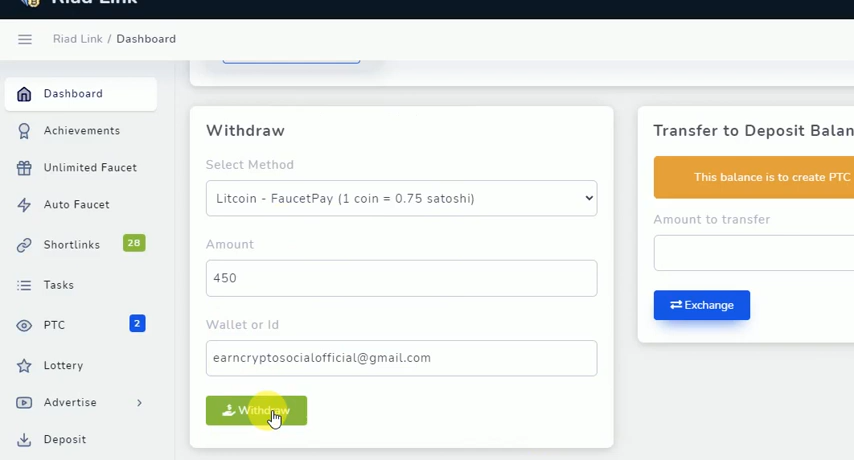 Riad Link
Riad Link / Dashboard
Dashboard
Achievements
Unlimited Faucet
Auto Faucet
Shortlinks 28
Tasks
PTC 2
Lottery
Advertise
Deposit
Withdraw
Select Method
Litcoin - FaucetPay (1 coin = 0.75 satoshi)
Amount
450
Wallet or Id
earncryptosocialofficial@gmail.com
Withdraw
Transfer to Deposit Balan
This balance is to create PTC
Amount to transfer
Exchange